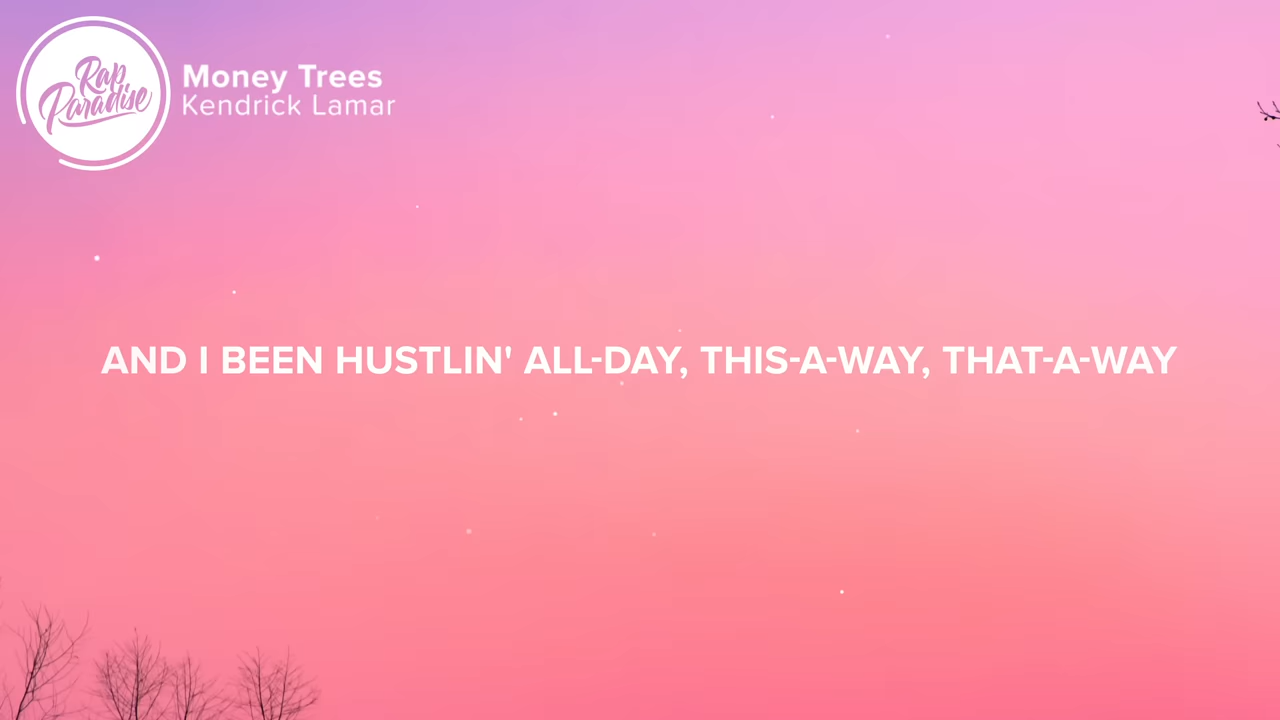 Rap
Paradise
Money Trees
Kendrick Lamar
AND I BEEN HUSTLIN' ALL-DAY, THIS-A-WAY, THAT-A-WAY